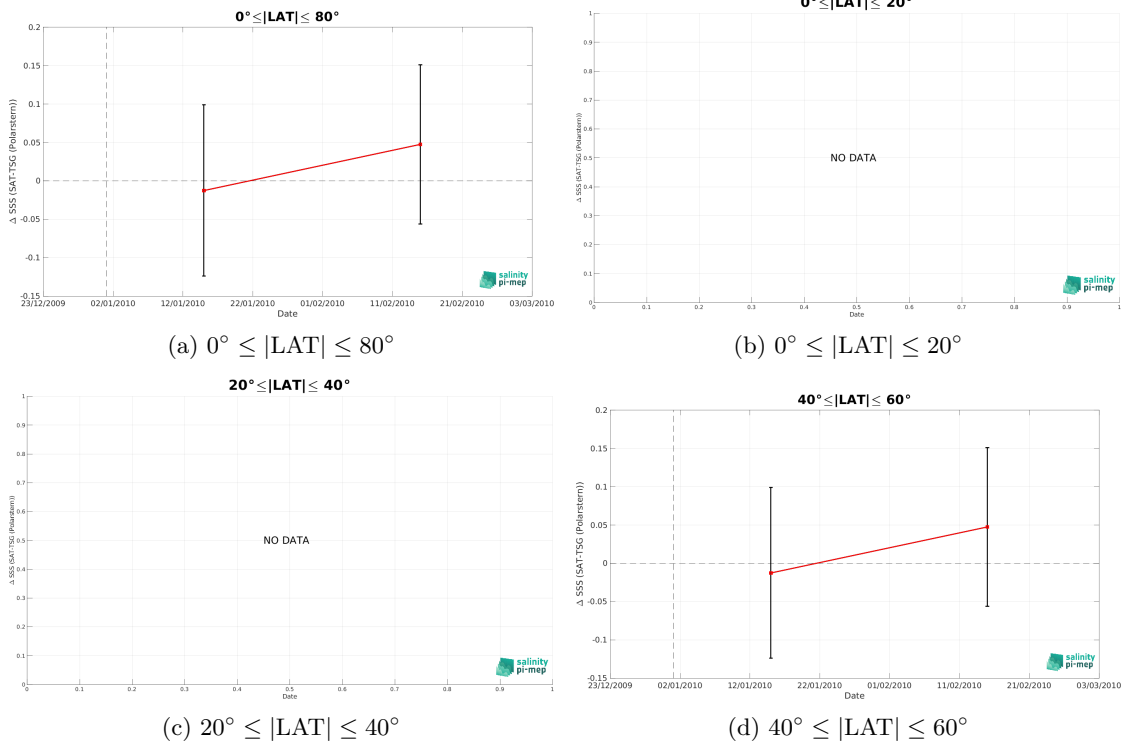 0°≤|LAT|≤ 80°
0.2
0.15
0.1
0.05
0
-0.05
-0.1
-0.15
Δ SSS (SAT-TSG (Polarstern))
23/12/2009 02/01/2010 12/01/2010 22/01/2010 01/02/2010 11/02/2010 21/02/2010 03/03/2010
Date
salinity
pi-mep
(a) 0° ≤ |LAT| ≤ 80°
0°≤|LAT|≤ 20°
1
0.9
0.8
0.7
0.6
0.5
0.4
0.3
0.2
0.1
0
Δ SSS (SAT-TSG (Polarstern))
NO DATA
0 0.1 0.2 0.3 0.4 0.5 0.6 0.7 0.8 0.9 1
Date
salinity
pi-mep
(b) 0° ≤ |LAT| ≤ 20°
20°≤|LAT|≤ 40°
1
0.9
0.8
0.7
0.6
0.5
0.4
0.3
0.2
0.1
0
Δ SSS (SAT-TSG (Polarstern))
NO DATA
0 0.1 0.2 0.3 0.4 0.5 0.6 0.7 0.8 0.9 1
Date
salinity
pi-mep
(c) 20° ≤ |LAT| ≤ 40°
40°≤|LAT|≤ 60°
0.2
0.15
0.1
0.05
0
-0.05
-0.1
-0.15
Δ SSS (SAT-TSG (Polarstern))
23/12/2009 02/01/2010 12/01/2010 22/01/2010 01/02/2010 11/02/2010 21/02/2010 03/03/2010
Date
salinity
pi-mep
(d) 40° ≤ |LAT| ≤ 60°